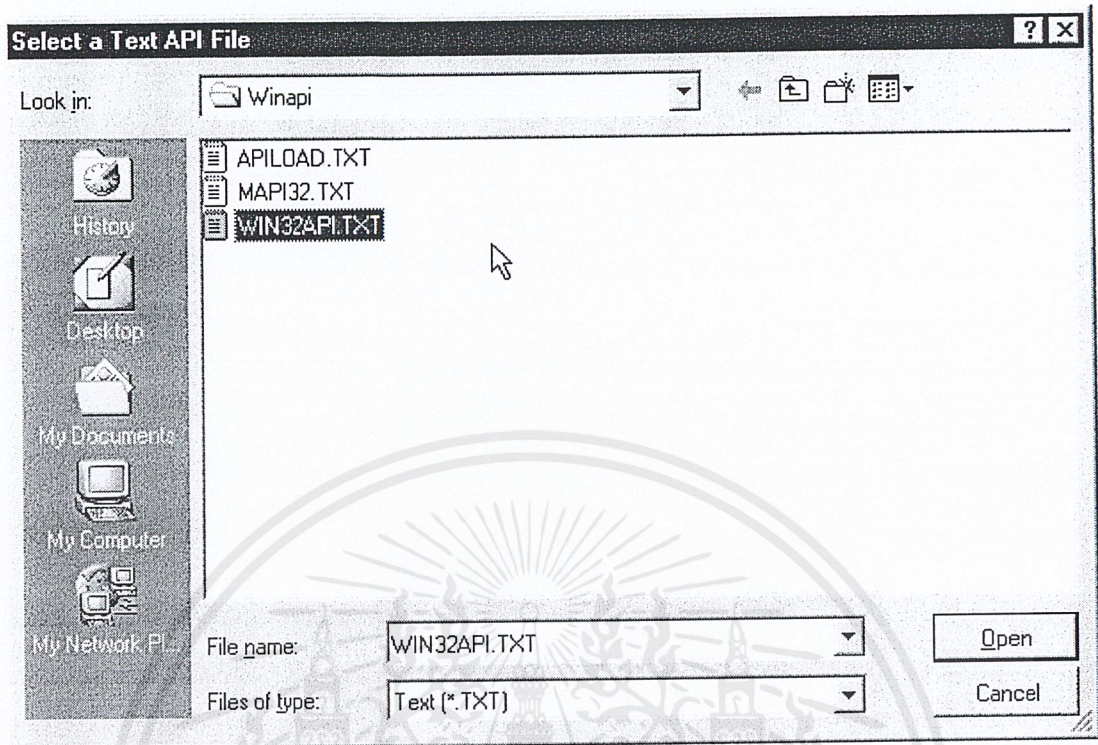 Select a Text API File
Look in:
Winapi
APILOAD.TXT
MAPI32.TXT
WIN32API.TXT
History
Desktop
My Documents
My Computer
My Network Pl...
File name:
WIN32API.TXT
Open
Files of type:
Text (*.TXT)
Cancel